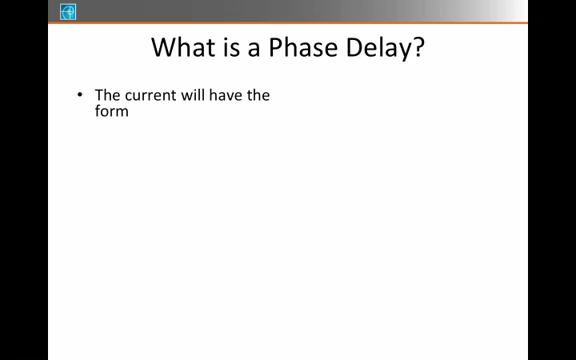 What is a Phase Delay?
• The current will have the
form